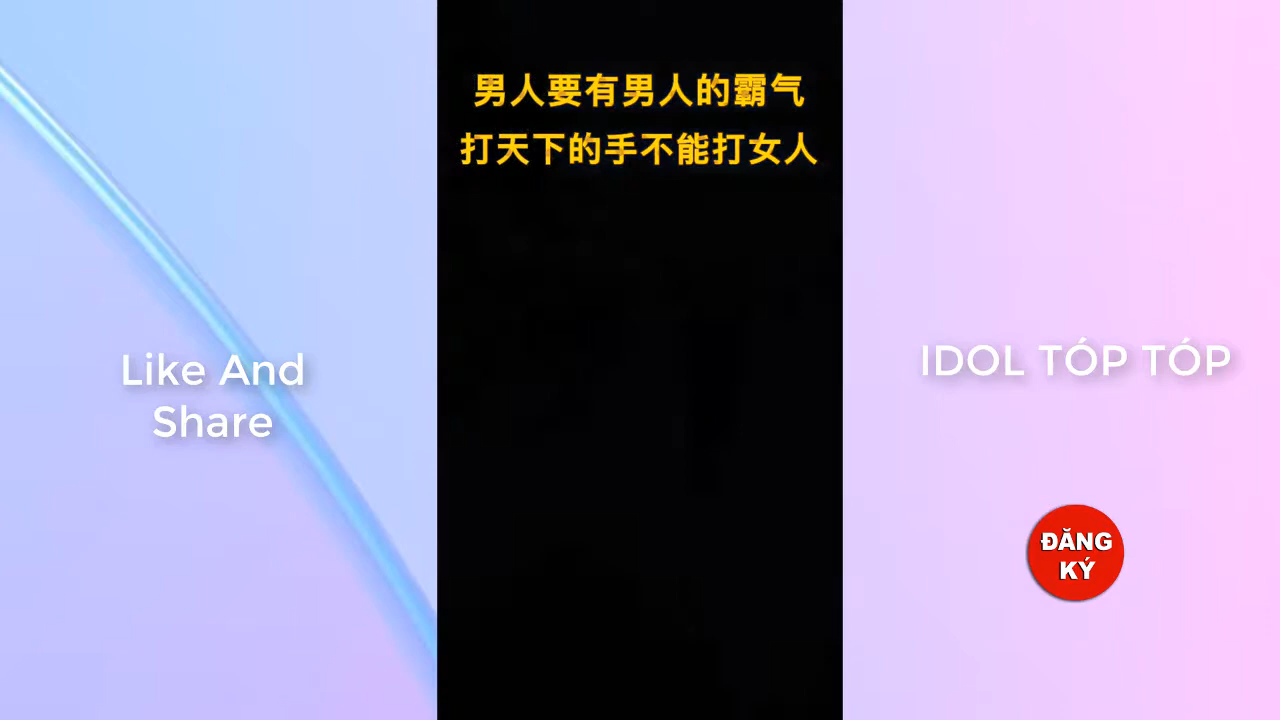 男人要有男人的霸气
打天下的手不能打女人
Like And
Share
IDOL TÓP TÓP
ĐĂNG
KÝ